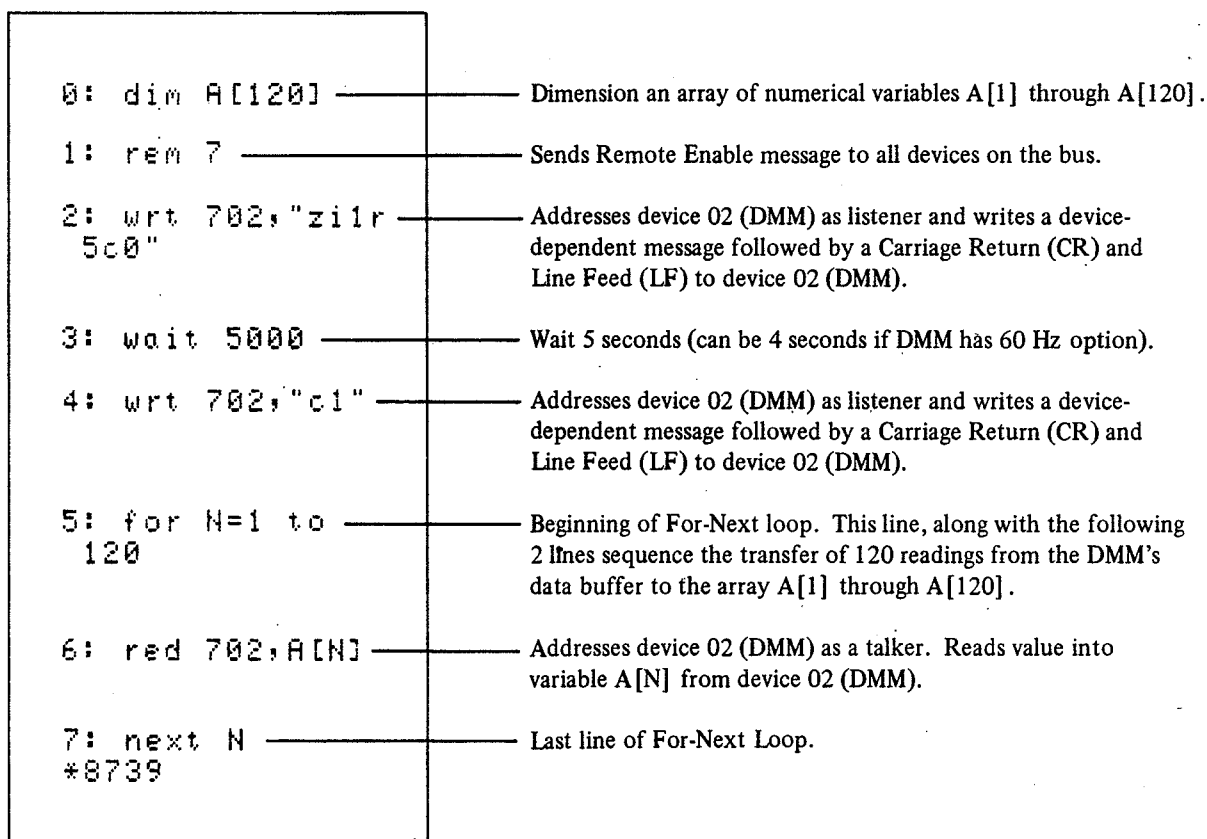 0: dim A[120]
Dimension an array of numerical variables A[1] through A[120].
1: rem 7
Sends Remote Enable message to all devices on the bus.
2: wrt 702,"zi1r
5c0"
Addresses device 02 (DMM) as listener and writes a device-
dependent message followed by a Carriage Return (CR) and
Line Feed (LF) to device 02 (DMM).
3: wait 5000
Wait 5 seconds (can be 4 seconds if DMM has 60 Hz option).
4: wrt 702,"c1"
Addresses device 02 (DMM) as listener and writes a device-
dependent message followed by a Carriage Return (CR) and
Line Feed (LF) to device 02 (DMM).
5: for N=1 to
120
Beginning of For-Next loop. This line, along with the following
2 lines sequence the transfer of 120 readings from the DMM's
data buffer to the array A[1] through A[120].
6: red 702,A[N]
Addresses device 02 (DMM) as a talker. Reads value into
variable A[N] from device 02 (DMM).
7: next N
*8739
Last line of For-Next Loop.